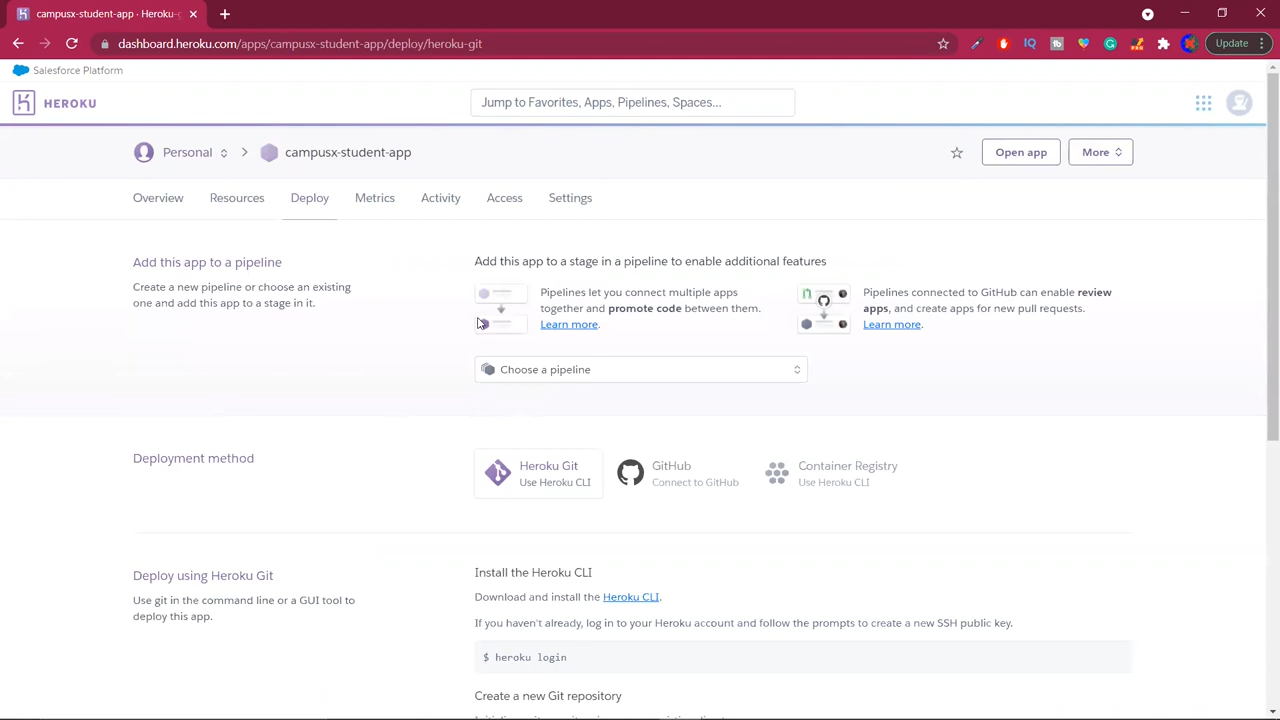 campusx-student-app · Heroku-
dashboard.heroku.com/apps/campusx-student-app/deploy/heroku-git
Update
Salesforce Platform
HEROKU
Jump to Favorites, Apps, Pipelines, Spaces...
Personal
campusx-student-app
Open app
More
Overview
Resources
Deploy
Metrics
Activity
Access
Settings
Add this app to a pipeline
Create a new pipeline or choose an existing
one and add this app to a stage in it.
Add this app to a stage in a pipeline to enable additional features
Pipelines let you connect multiple apps
together and promote code between them.
Learn more.
Pipelines connected to GitHub can enable review
apps, and create apps for new pull requests.
Learn more.
Choose a pipeline
Deployment method
Heroku Git
Use Heroku CLI
GitHub
Connect to GitHub
Container Registry
Use Heroku CLI
Deploy using Heroku Git
Use git in the command line or a GUI tool to
deploy this app.
Install the Heroku CLI
Download and install the Heroku CLI.
If you haven't already, log in to your Heroku account and follow the prompts to create a new SSH public key.
$ heroku login
Create a new Git repository